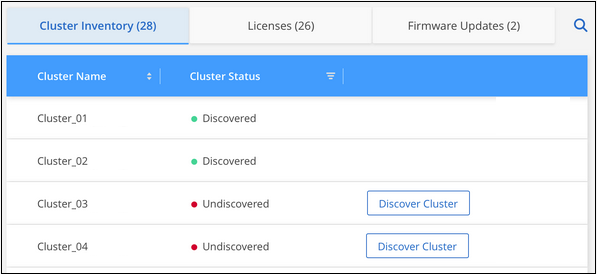 Cluster Inventory (28) Licenses (26) Firmware Updates (2)
Cluster Name Cluster Status
Cluster_01 Discovered
Cluster_02 Discovered
Cluster_03 Undiscovered Discover Cluster
Cluster_04 Undiscovered Discover Cluster